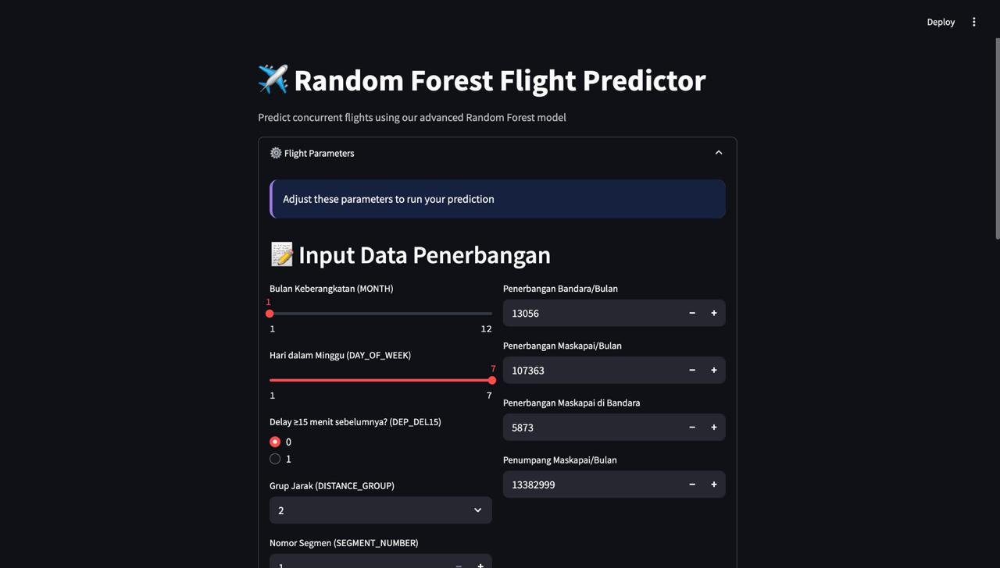 Deploy
Random Forest Flight Predictor
Predict concurrent flights using our advanced Random Forest model
Flight Parameters
Adjust these parameters to run your prediction
Input Data Penerbangan
Bulan Keberangkatan (MONTH)
1
1 12
Hari dalam Minggu (DAY_OF_WEEK)
7
1 7
Delay ≥15 menit sebelumnya? (DEP_DEL15)
0
1
Grup Jarak (DISTANCE_GROUP)
2
Nomor Segmen (SEGMENT_NUMBER)
1
Penerbangan Bandara/Bulan
13056
Penerbangan Maskapai/Bulan
107363
Penerbangan Maskapai di Bandara
5873
Penumpang Maskapai/Bulan
13382999